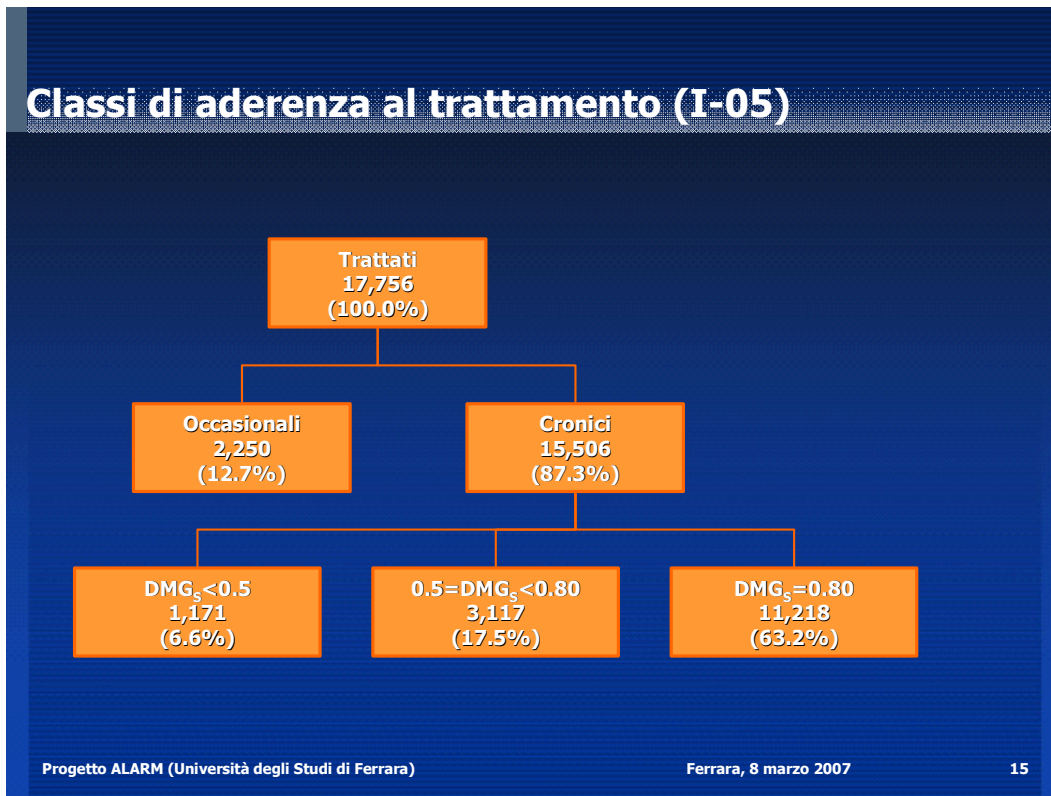 Classi di aderenza al trattamento (I-05)
Trattati
17,756
(100.0%)
Occasionali
2,250
(12.7%)
Cronici
15,506
(87.3%)
DMGS<0.5
1,171
(6.6%)
0.5=DMGS<0.80
3,117
(17.5%)
DMGS=0.80
11,218
(63.2%)
Progetto ALARM (Università degli Studi di Ferrara)
Ferrara, 8 marzo 2007
15